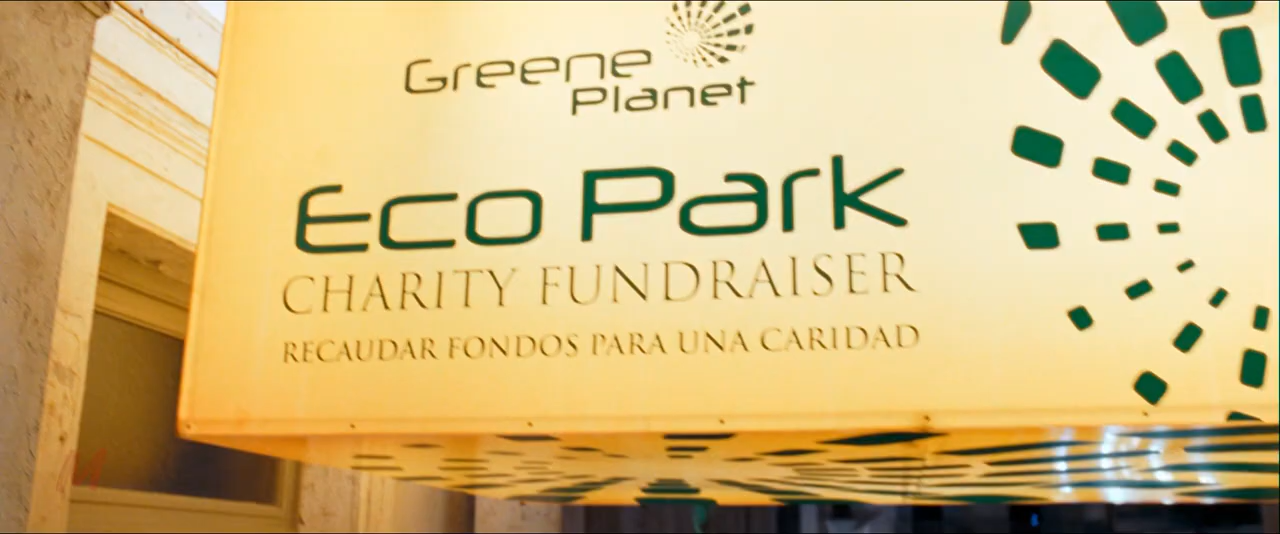 Greene
Planet
Eco Park
CHARITY FUNDRAISER
RECAUDAR FONDOS PARA UNA CARIDAD